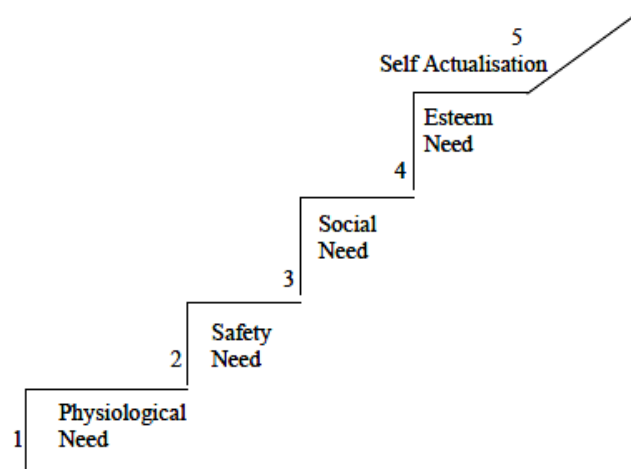 5
Self Actualisation
Esteem
Need
4
Social
Need
3
Safety
Need
2
Physiological
Need
1